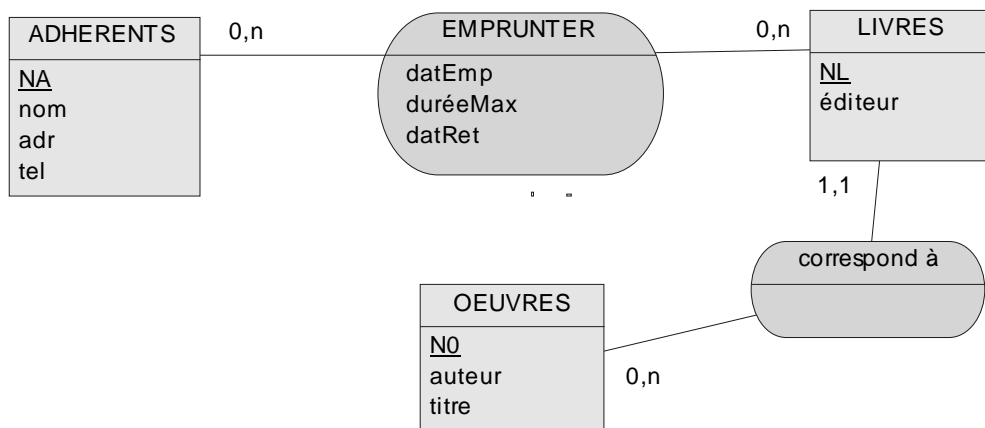 ADHERENTS
NA
nom
adr
tel
0,n
EMPRUNTER
datEmp
duréeMax
datRet
0,n
LIVRES
NL
éditeur
1,1
correspond à
OEUVRES
N0
auteur
titre
0,n